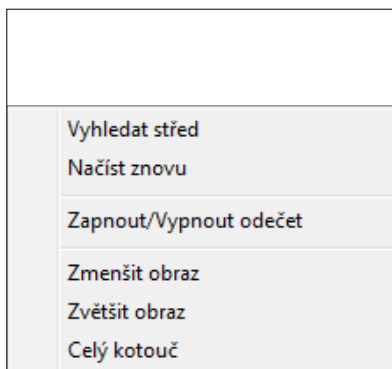 Vyhledat střed
Načíst znovu
Zapnout/Vypnout odečet
Zmenšit obraz
Zvětšit obraz
Celý kotouč